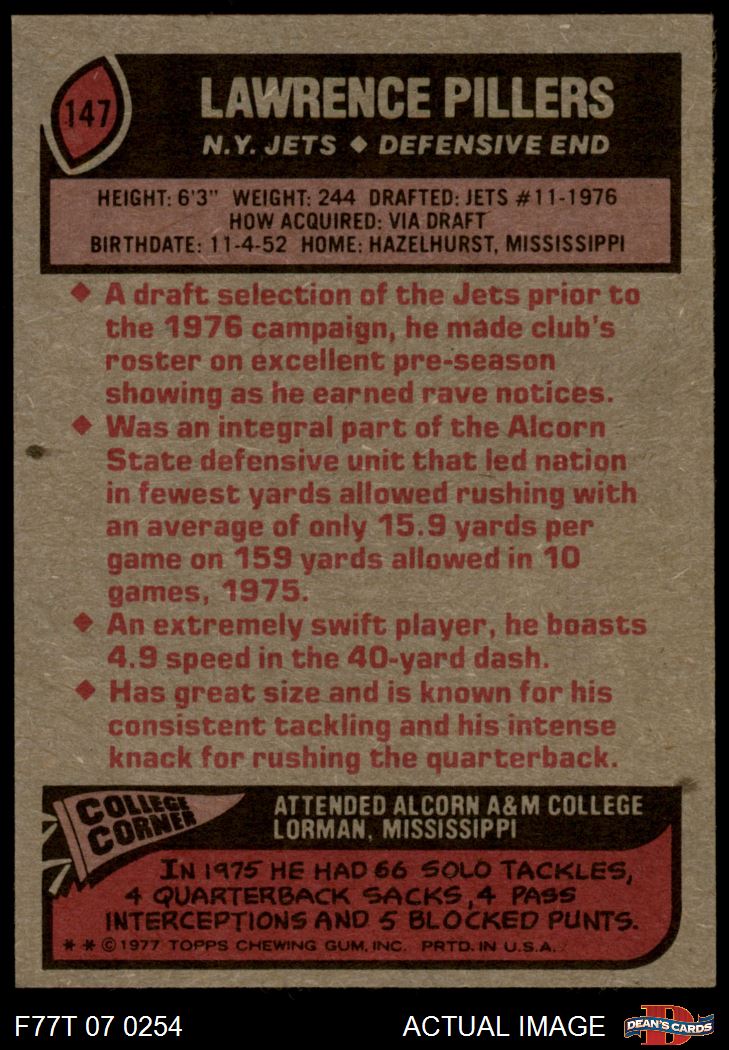 147
LAWRENCE PILLERS
N.Y. JETS ◆ DEFENSIVE END
HEIGHT: 6'3" WEIGHT: 244 DRAFTED: JETS #11-1976
HOW ACQUIRED: VIA DRAFT
BIRTHDATE: 11-4-52 HOME: HAZELHURST, MISSISSIPPI
◆ A draft selection of the Jets prior to
the 1976 campaign, he made club's
roster on excellent pre-season
showing as he earned rave notices.
◆ Was an integral part of the Alcorn
State defensive unit that led nation
in fewest yards allowed rushing with
an average of only 15.9 yards per
game on 159 yards allowed in 10
games, 1975.
◆ An extremely swift player, he boasts
4.9 speed in the 40-yard dash.
◆ Has great size and is known for his
consistent tackling and his intense
knack for rushing the quarterback.
COLLEGE
CORNER
ATTENDED ALCORN A&M COLLEGE
LORMAN, MISSISSIPPI
IN 1975 HE HAD 66 SOLO TACKLES,
4 QUARTERBACK SACKS, 4 PASS
INTERCEPTIONS AND 5 BLOCKED PUNTS.
* * © 1977 TOPPS CHEWING GUM, INC. PRTD. IN U.S.A.
F77T 07 0254
ACTUAL IMAGE
D
DEAN'S CARDS